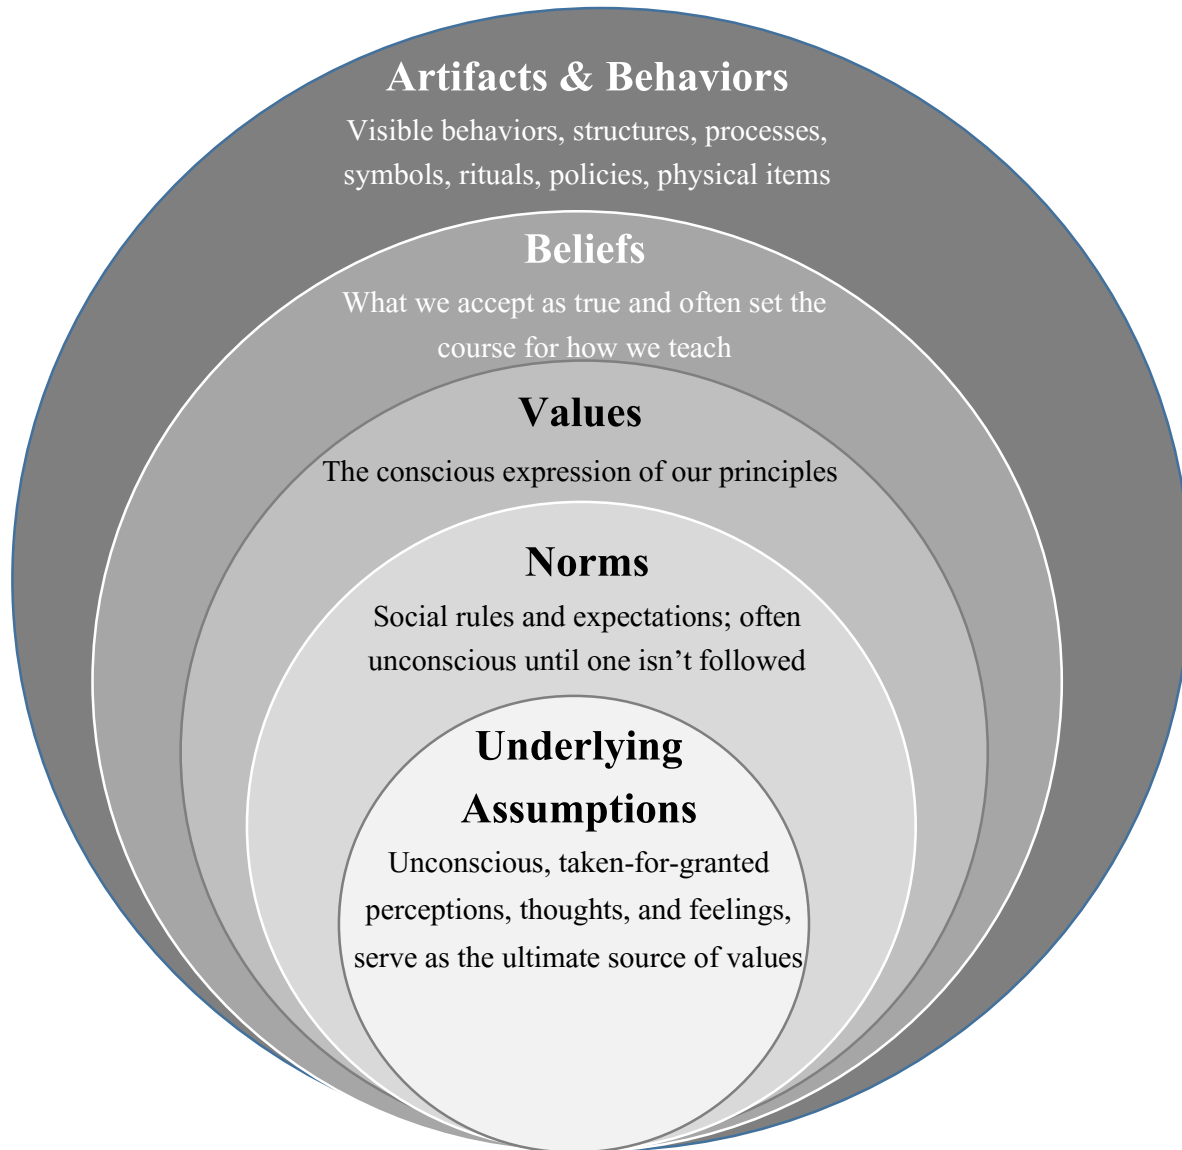 Artifacts & Behaviors
Visible behaviors, structures, processes,
symbols, rituals, policies, physical items
Beliefs
What we accept as true and often set the
course for how we teach
Values
The conscious expression of our principles
Norms
Social rules and expectations; often
unconscious until one isn’t followed
Underlying
Assumptions
Unconscious, taken-for-granted
perceptions, thoughts, and feelings,
serve as the ultimate source of values